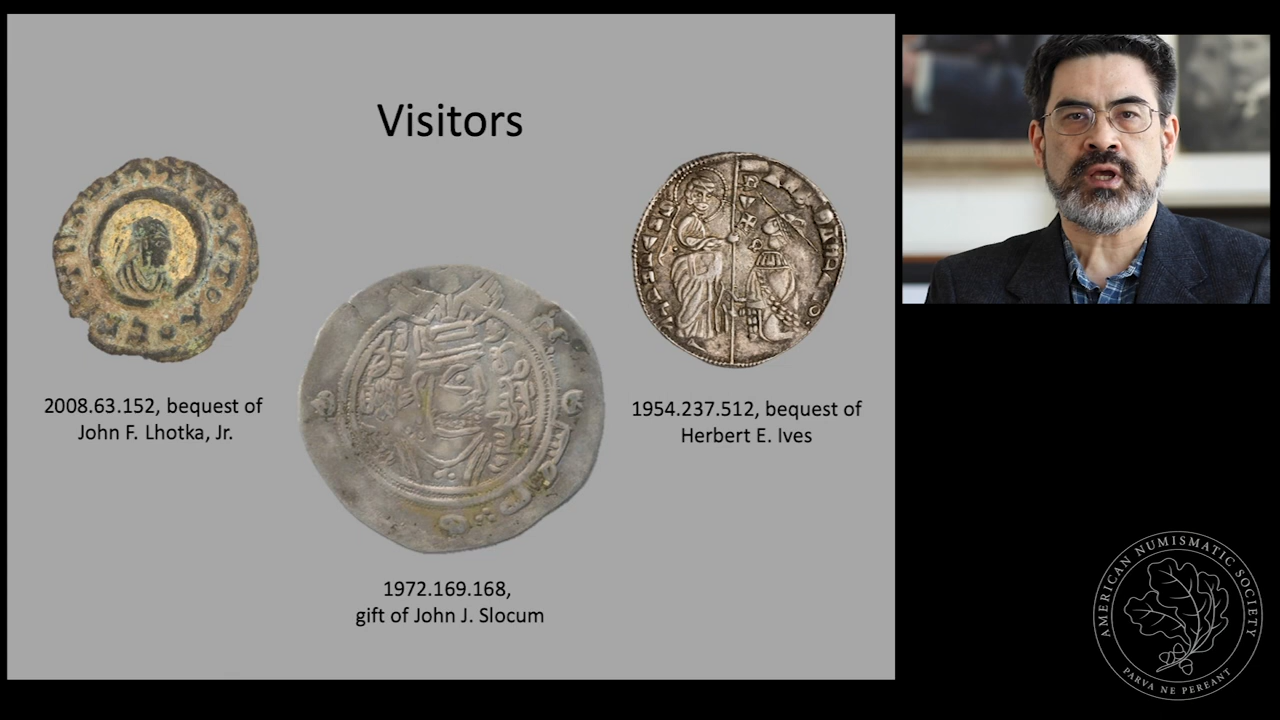 Visitors
2008.63.152, bequest of
John F. Lhotka, Jr.
1954.237.512, bequest of
Herbert E. Ives
1972.169.168,
gift of John J. Slocum
AMERICAN NUMISMATIC SOCIETY
PARVA NE PEREANT